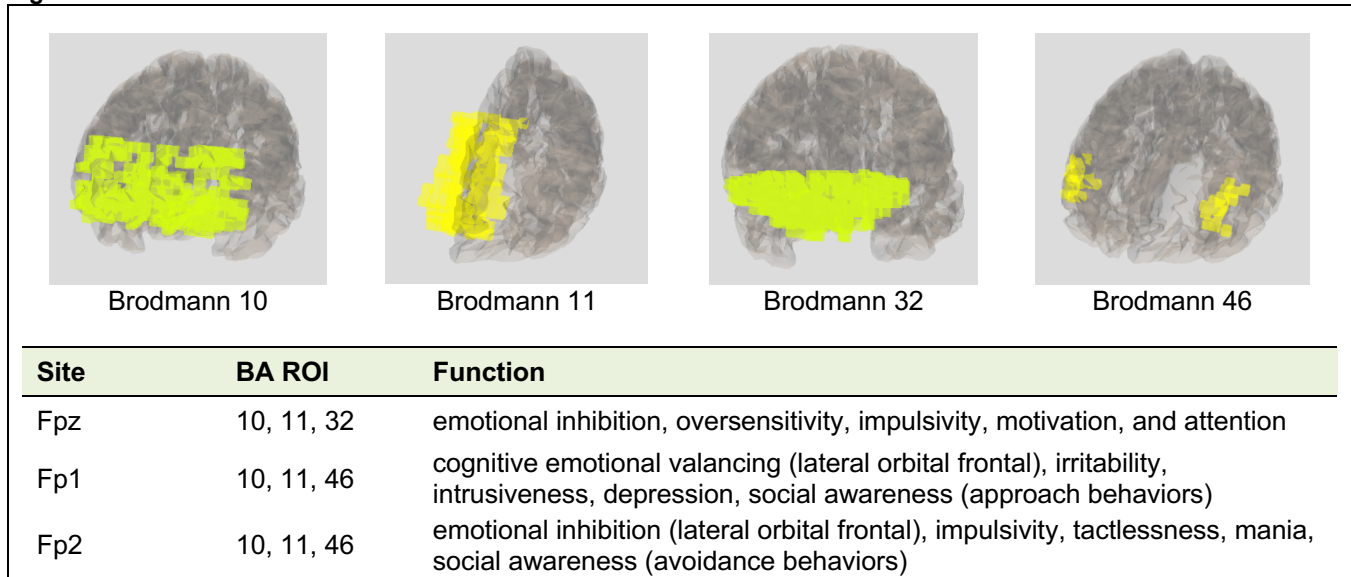 Brodmann 10 Brodmann 11 Brodmann 32 Brodmann 46
Site BA ROI Function
Fpz 10, 11, 32 emotional inhibition, oversensitivity, impulsivity, motivation, and attention
Fp1 10, 11, 46 cognitive emotional valancing (lateral orbital frontal), irritability,
intrusiveness, depression, social awareness (approach behaviors)
Fp2 10, 11, 46 emotional inhibition (lateral orbital frontal), impulsivity, tactlessness, mania,
social awareness (avoidance behaviors)